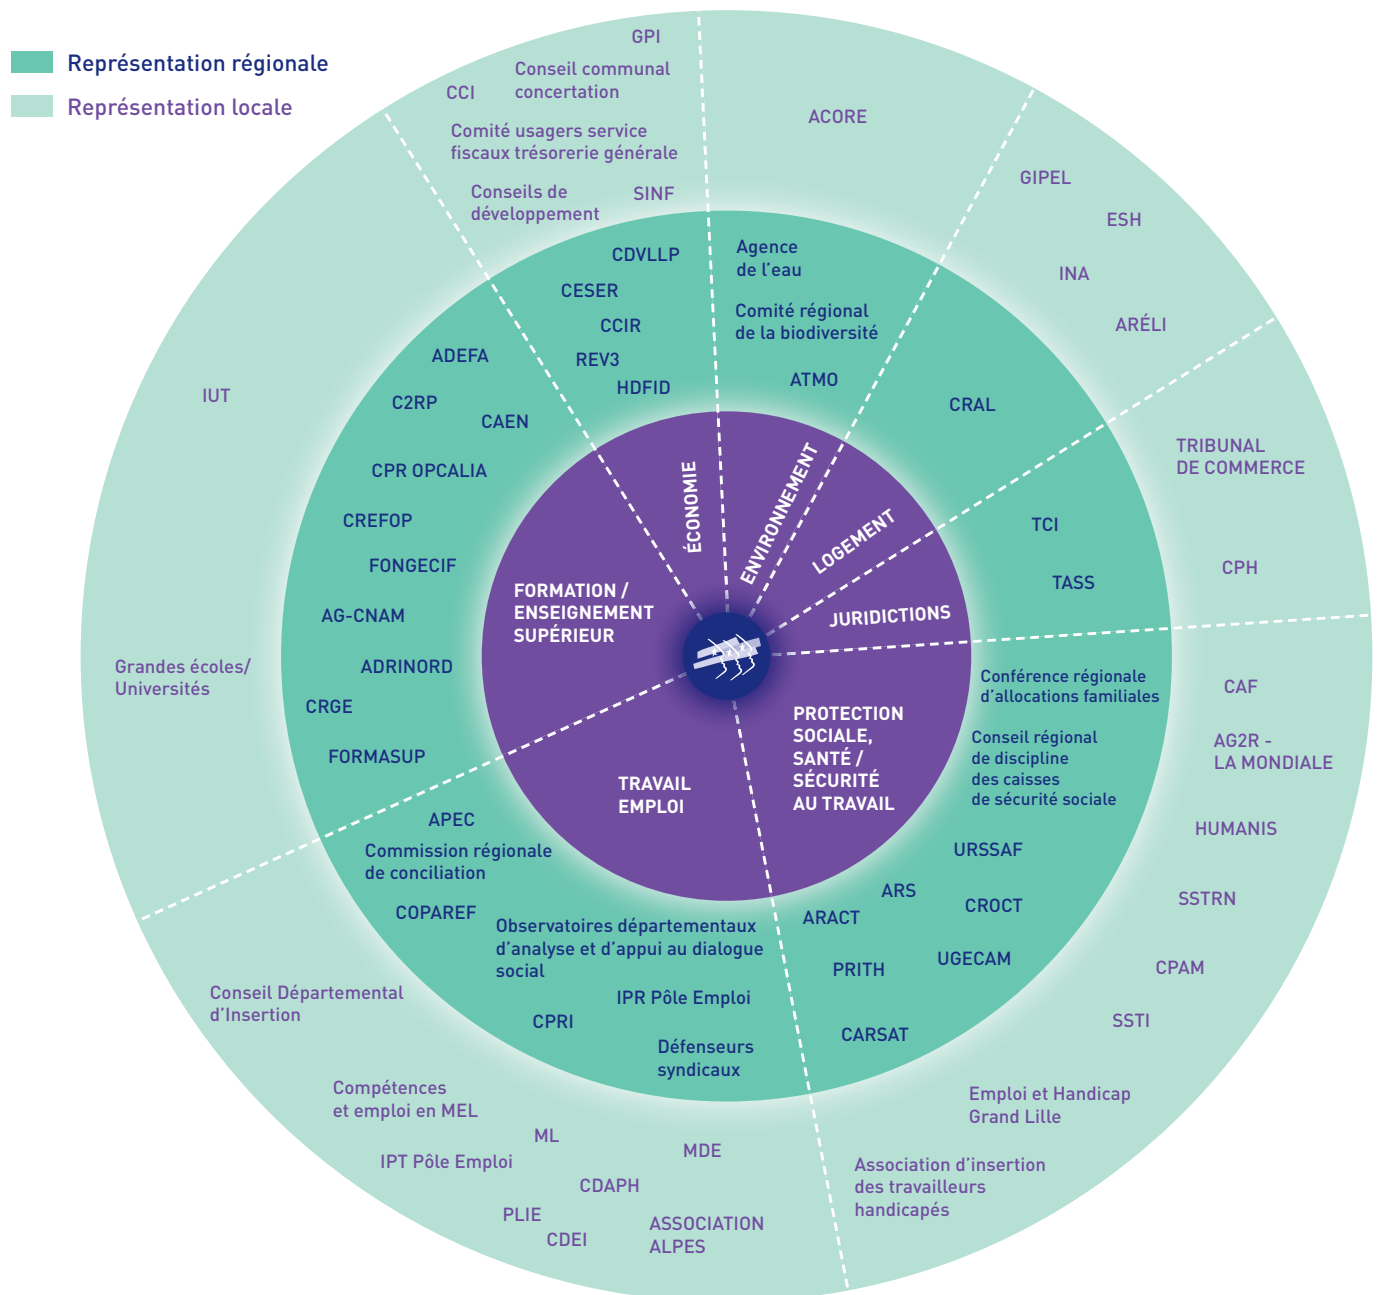 Représentation régionale
Représentation locale
GPI
Conseil communal
concertation
CCI
Comité usagers service
fiscaux trésorerie générale
Conseils de
développement
SINF
CDVLLP
CESER
CCIR
REV3
HDFID
ÉCONOMIE
ACORE
Agence
de l'eau
Comité régional
de la biodiversité
ATMO
ENVIRONNEMENT
GIPEL
ESH
INA
ARÉLI
CRAL
LOGEMENT
TRIBUNAL
DE COMMERCE
CPH
TCI
TASS
JURIDICTIONS
Conférence régionale
d'allocations familiales
Conseil régional
de discipline
des caisses
de sécurité sociale
URSSAF
ARS
CROCT
ARACT
UGECAM
PRITH
CARSAT
PROTECTION
SOCIALE,
SANTÉ /
SÉCURITÉ
AU TRAVAIL
CAF
AG2R -
LA MONDIALE
HUMANIS
SSTRN
CPAM
SSTI
Emploi et Handicap
Grand Lille
Association d'insertion
des travailleurs
handicapés
TRAVAIL
EMPLOI
APEC
Commission régionale
de conciliation
COPAREF
Observatoires départementaux
d'analyse et d'appui au dialogue
social
IPR Pôle Emploi
CPRI
Défenseurs
syndicaux
Conseil Départemental
d'Insertion
Compétences
et emploi en MEL
ML
MDE
IPT Pôle Emploi
CDAPH
PLIE
CDEI
ASSOCIATION
ALPES
FORMATION /
ENSEIGNEMENT
SUPÉRIEUR
ADEFA
C2RP
CAEN
CPR OPCALIA
CREFOP
FONGECIF
AG-CNAM
ADRINORD
CRGE
FORMASUP
IUT
Grandes écoles/
Universités